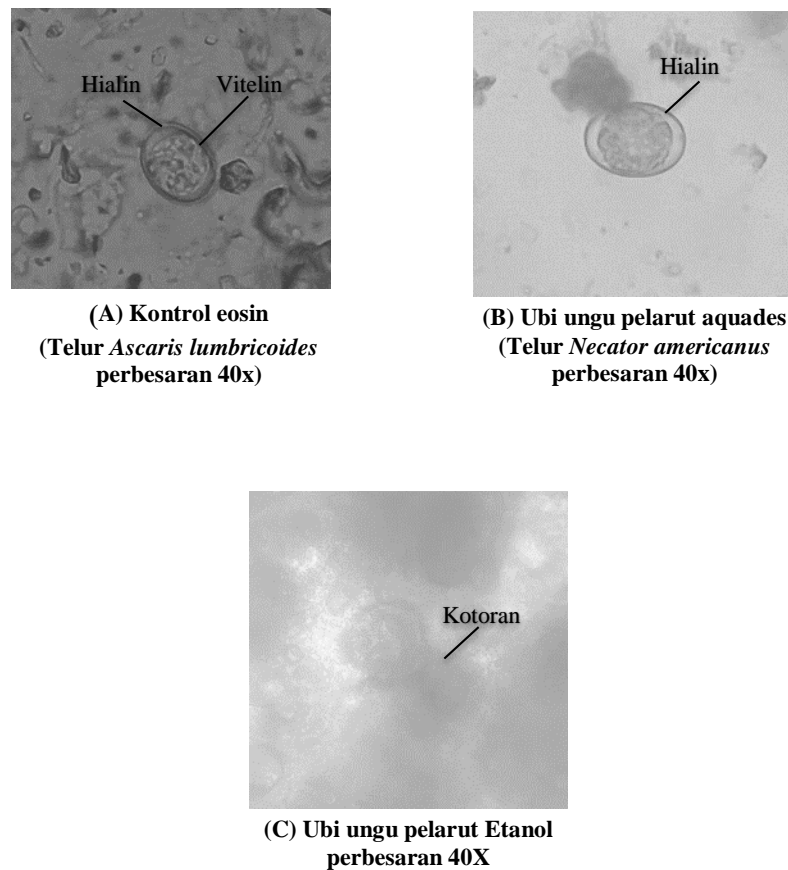 Hialin
Vitelin
(A) Kontrol eosin
(Telur Ascaris lumbricoides
perbesaran 40x)
Hialin
(B) Ubi ungu pelarut aquades
(Telur Necator americanus
perbesaran 40x)
Kotoran
(C) Ubi ungu pelarut Etanol
perbesaran 40X